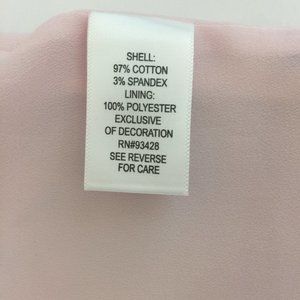 SHELL:
97% COTTON
3% SPANDEX
LINING:
100% POLYESTER
EXCLUSIVE
OF DECORATION
RN#93428
SEE REVERSE
FOR CARE